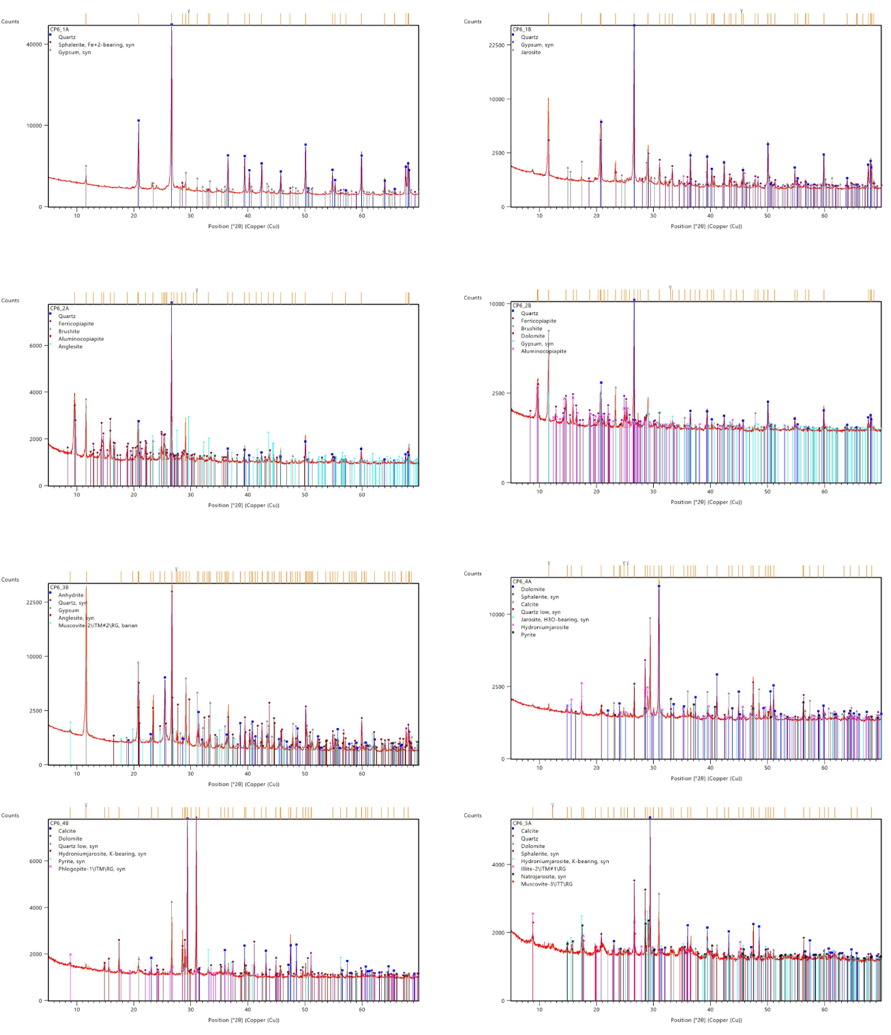 Counts
CP6_1A
Quartz
Sphalerite, Fe+2-bearing, syn
Gypsum, syn
40000
10000
0
10
20
30
40
50
60
Position [°2θ] (Copper (Cu))
Counts
CP6_1B
Quartz
Gypsum, syn
Jarosite
22500
10000
2500
0
10
20
30
40
50
60
Position [°2θ] (Copper (Cu))
Counts
CP6_2A
Quartz
Ferricopiapite
Brushite
Aluminocopiapite
Anglesite
6000
4000
2000
0
10
20
30
40
50
60
Position [°2θ] (Copper (Cu))
Counts
CP6_2B
Quartz
Ferricopiapite
Brushite
Dolomite
Gypsum, syn
Aluminocopiapite
10000
2500
0
10
20
30
40
50
60
Position [°2θ] (Copper (Cu))
Counts
CP6_3B
Anhydrite
Quartz, syn
Gypsum
Anglesite, syn
Muscovite-2\ITM#2\RG, barian
22500
10000
2500
0
10
20
30
40
50
60
Position [°2θ] (Copper (Cu))
Counts
CP6_4A
Dolomite
Sphalerite, syn
Calcite
Quartz low, syn
Jarosite, H3O-bearing, syn
Hydroniumjarosite
Pyrite
10000
2500
0
10
20
30
40
50
60
Position [°2θ] (Copper (Cu))
Counts
CP6_4B
Calcite
Dolomite
Quartz low, syn
Hydroniumjarosite, K-bearing, syn
Pyrite, syn
Phlogopite-1\ITM\RG, syn
6000
4000
2000
0
10
20
30
40
50
60
Position [°2θ] (Copper (Cu))
Counts
CP6_5A
Calcite
Quartz
Dolomite
Sphalerite, syn
Hydroniumjarosite, K-bearing, syn
Illite-2\ITM#1\RG
Natrojarosite, syn
Muscovite-3\ITT\RG
4000
2000
0
10
20
30
40
50
60
Position [°2θ] (Copper (Cu))